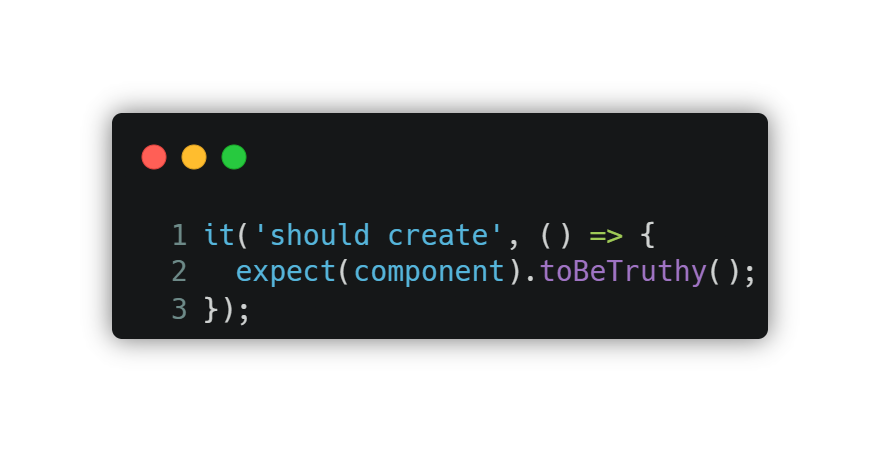 1 it('should create', () => {
2   expect(component).toBeTruthy();
3 });